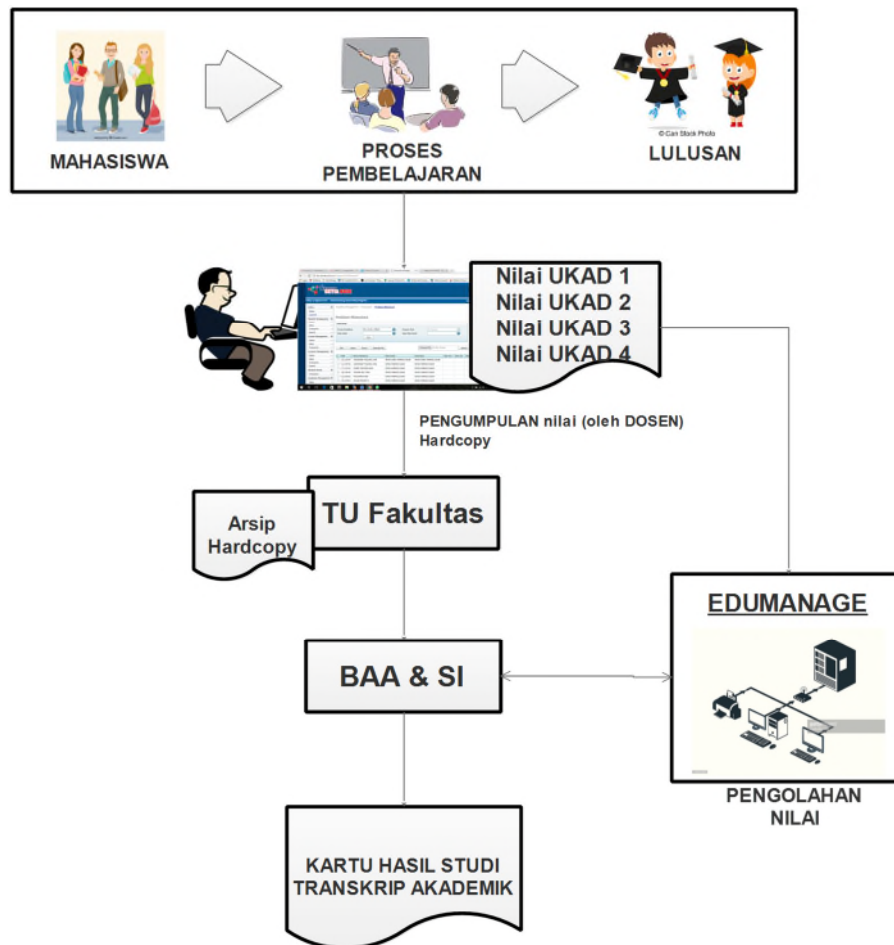 © Can Stock Photo
MAHASISWA
PROSES
PEMBELAJARAN
LULUSAN
Nilai UKAD 1
Nilai UKAD 2
Nilai UKAD 3
Nilai UKAD 4
PENGUMPULAN nilai (oleh DOSEN)
Hardcopy
TU Fakultas
Arsip
Hardcopy
EDUMANAGE
BAA & SI
PENGOLAHAN
NILAI
KARTU HASIL STUDI
TRANSKRIP AKADEMIK